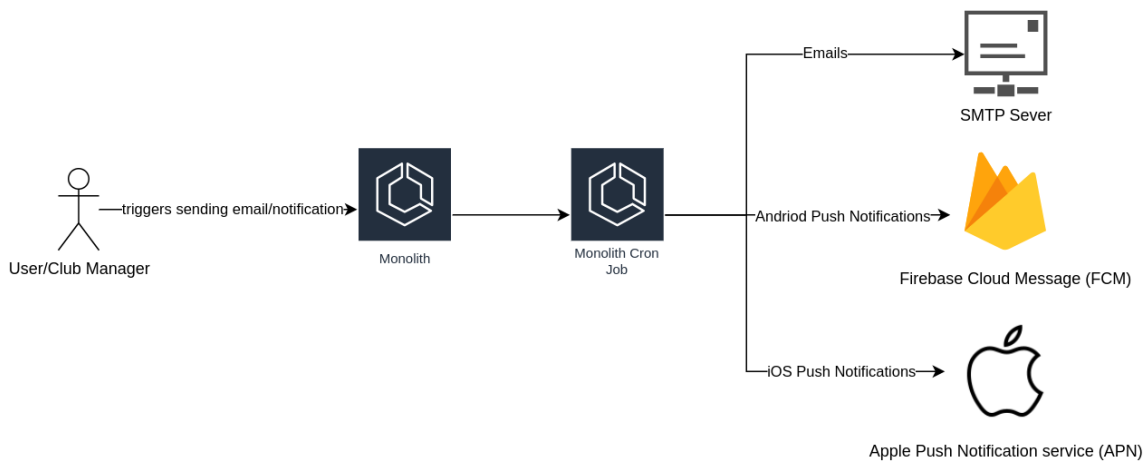 Emails
SMTP Sever
triggers sending email/notification
Andriod Push Notifications
User/Club Manager
Monolith
Monolith Cron
Job
Firebase Cloud Message (FCM)
iOS Push Notifications
Apple Push Notification service (APN)